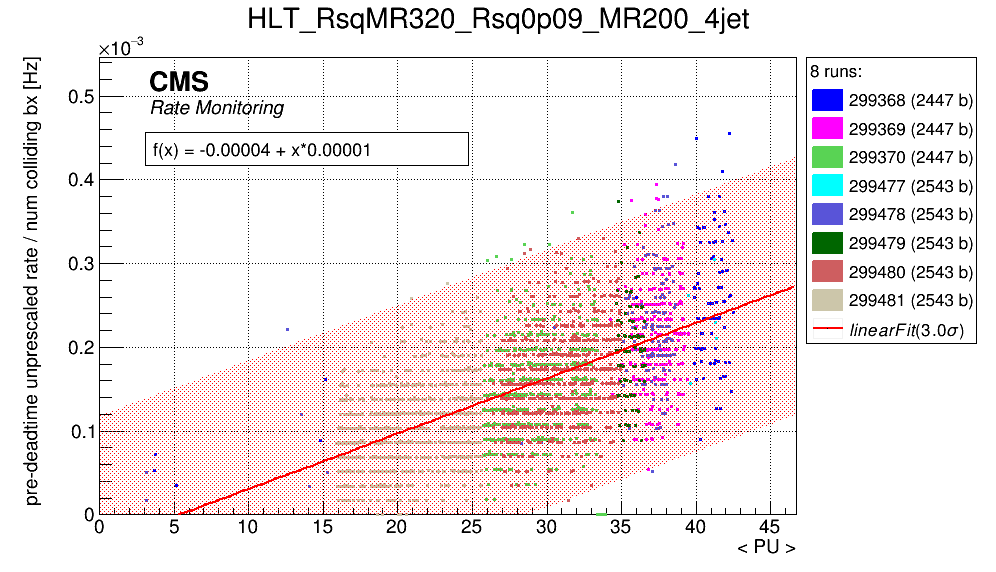 HLT_RsqMR320_Rsq0p09_MR200_4jet
×10⁻³
pre-deadtime unprescaled rate / num colliding bx [Hz]
CMS
Rate Monitoring
f(x) = -0.00004 + x*0.00001
0.5
0.4
0.3
0.2
0.1
0
0 5 10 15 20 25 30 35 40 45
< PU >
8 runs:
299368 (2447 b)
299369 (2447 b)
299370 (2447 b)
299477 (2543 b)
299478 (2543 b)
299479 (2543 b)
299480 (2543 b)
299481 (2543 b)
linearFit(3.0σ)